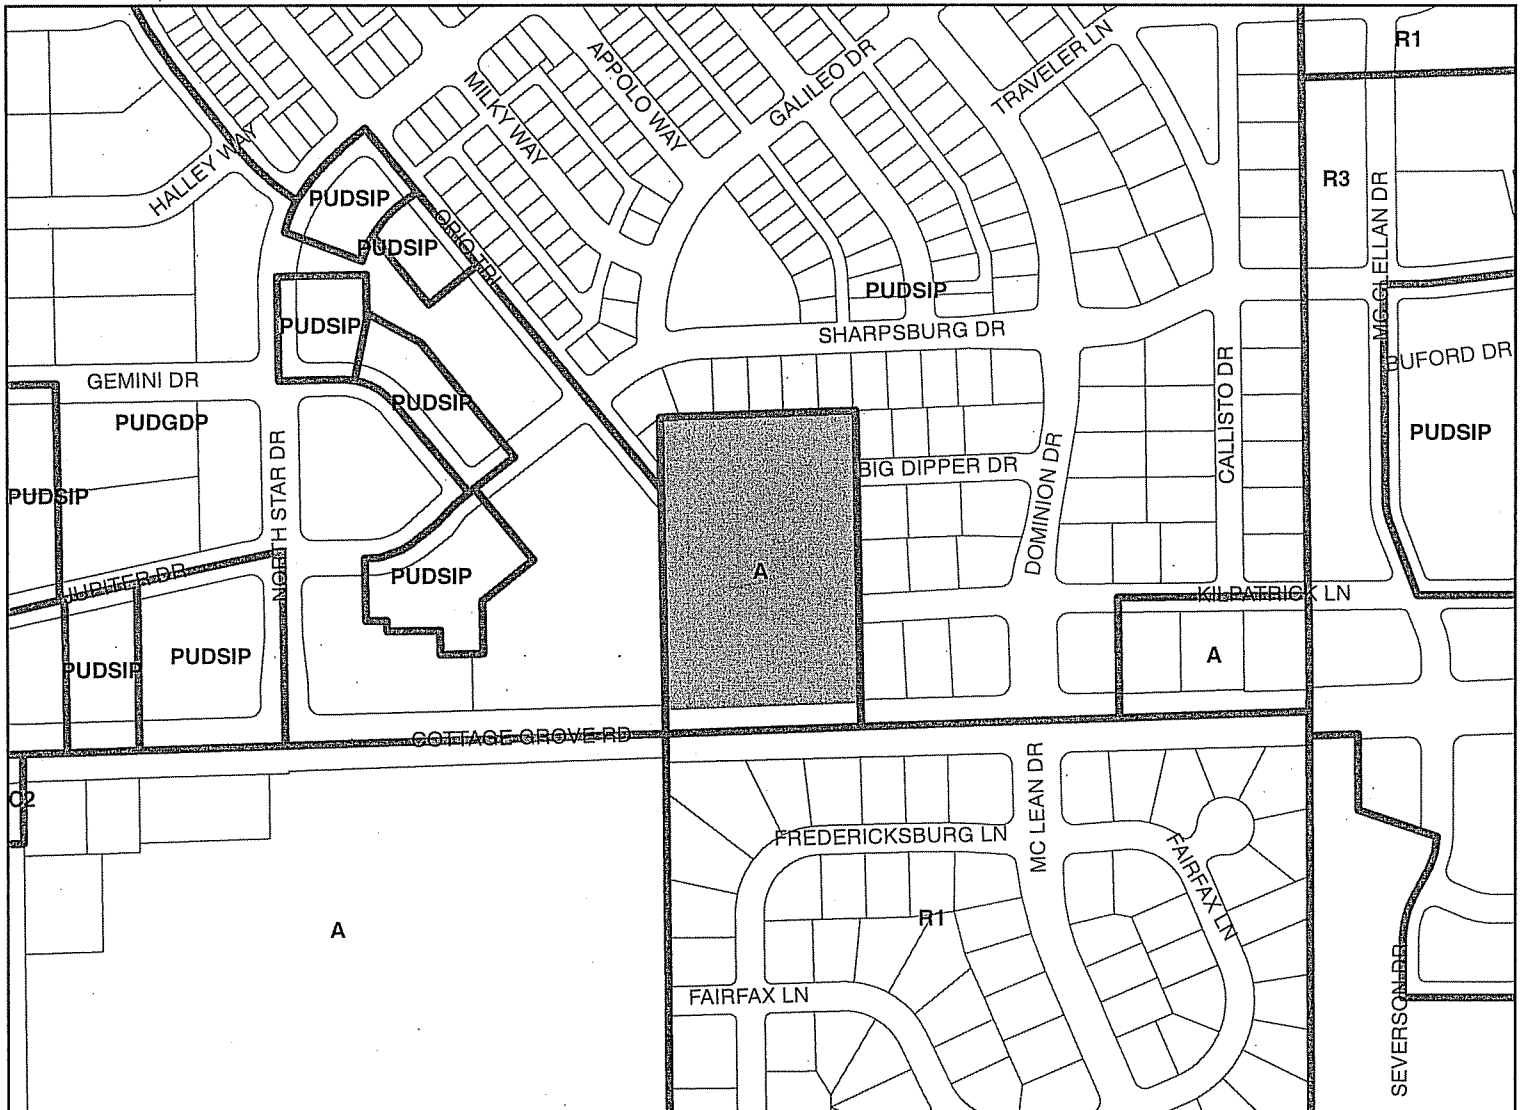 R1
APPOLO WAY
GALILEO DR
TRAVELER LN
MILKY WAY
HALLEY WAY
R3
PUDSIP
MC CLELLAN DR
PUDSIP
ORIO TRL
PUDSIP
PUDSIP
SHARPSBURG DR
BUFORD DR
GEMINI DR
CALLISTO DR
PUDSIP
PUDGDP
PUDSIP
NORTH STAR DR
BIG DIPPER DR
DOMINION DR
PUDSIP
JUPITER DR
PUDSIP
A
KILPATRICK LN
PUDSIP
PUDSIP
A
COTTAGE GROVE RD
C2
MC LEAN DR
FREDERICKSBURG LN
FAIRFAX LN
A
R1
FAIRFAX LN
SEVERSON DR